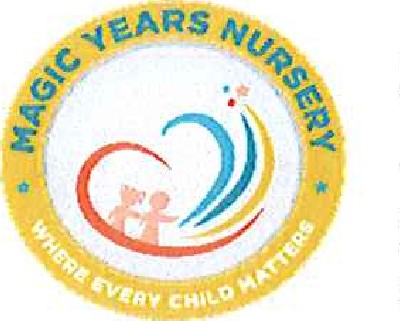 MAGIC YEARS NURSERY
WHERE EVERY CHILD MATTERS